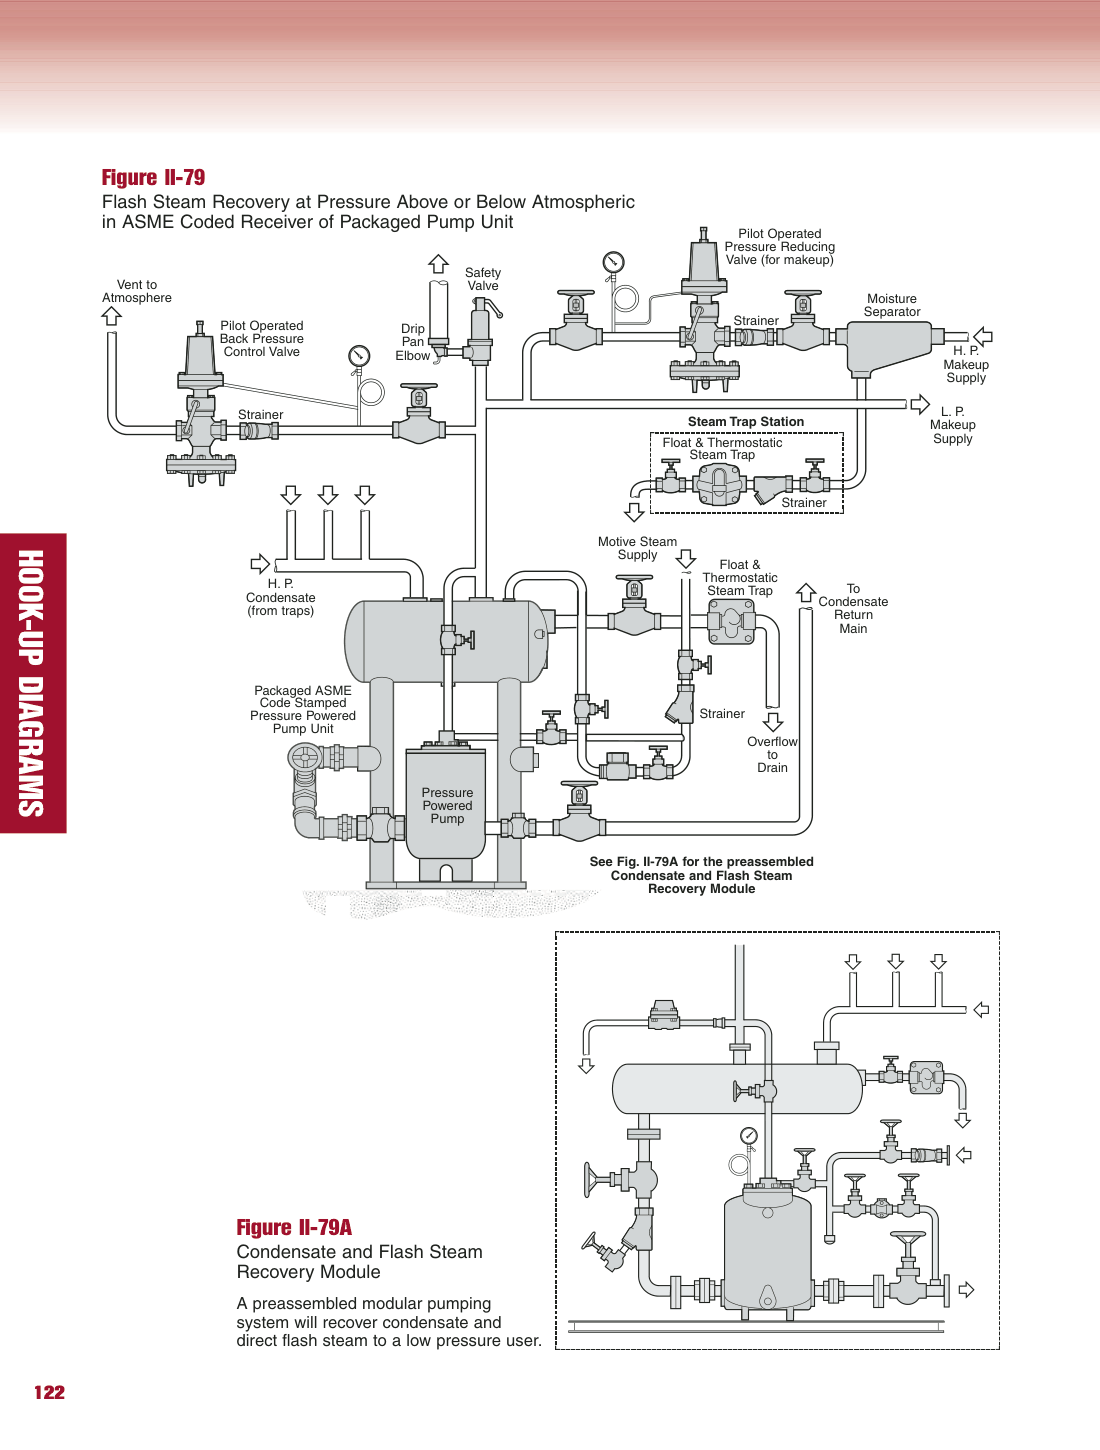 Figure II-79
Flash Steam Recovery at Pressure Above or Below Atmospheric
in ASME Coded Receiver of Packaged Pump Unit
Pilot Operated
Pressure Reducing
Valve (for makeup)
Safety
Valve
Vent to
Atmosphere
Moisture
Separator
Pilot Operated
Back Pressure
Control Valve
Drip
Pan
Elbow
Strainer
H. P.
Makeup
Supply
Strainer
L. P.
Makeup
Supply
Steam Trap Station
Float & Thermostatic
Steam Trap
Strainer
Motive Steam
Supply
Float &
Thermostatic
Steam Trap
H. P.
Condensate
(from traps)
To
Condensate
Return
Main
Packaged ASME
Code Stamped
Pressure Powered
Pump Unit
Strainer
Overflow
to
Drain
Pressure
Powered
Pump
See Fig. II-79A for the preassembled
Condensate and Flash Steam
Recovery Module
HOOK-UP DIAGRAMS
Figure II-79A
Condensate and Flash Steam
Recovery Module
A preassembled modular pumping
system will recover condensate and
direct flash steam to a low pressure user.
122